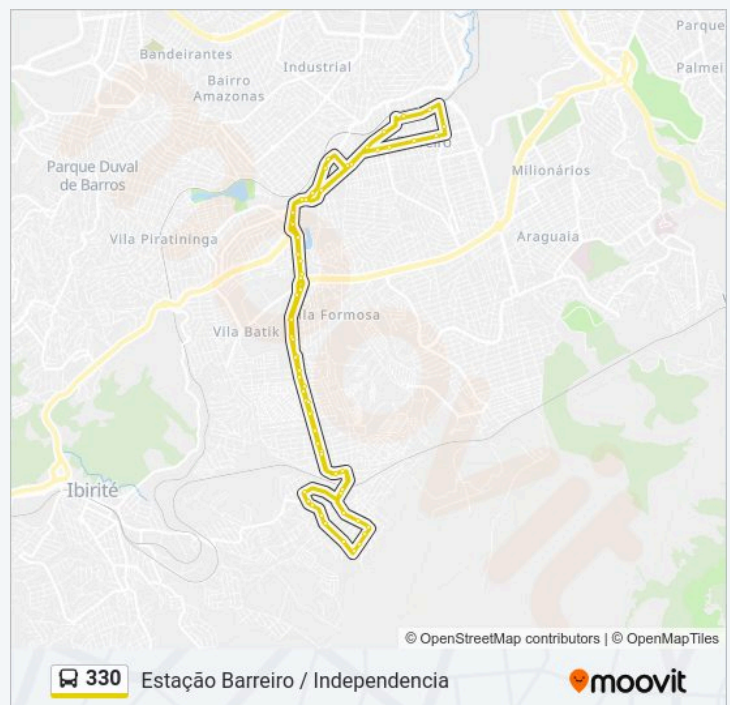 Parque
Bandeirantes
Industrial
Palmei
Bairro
Amazonas
Parque Duval
de Barros
Milionários
Vila Piratininga
Araguaia
Vila Batik
la Formosa
Ibirité
© OpenStreetMap contributors | © OpenMapTiles
330 Estação Barreiro / Independencia
moovit